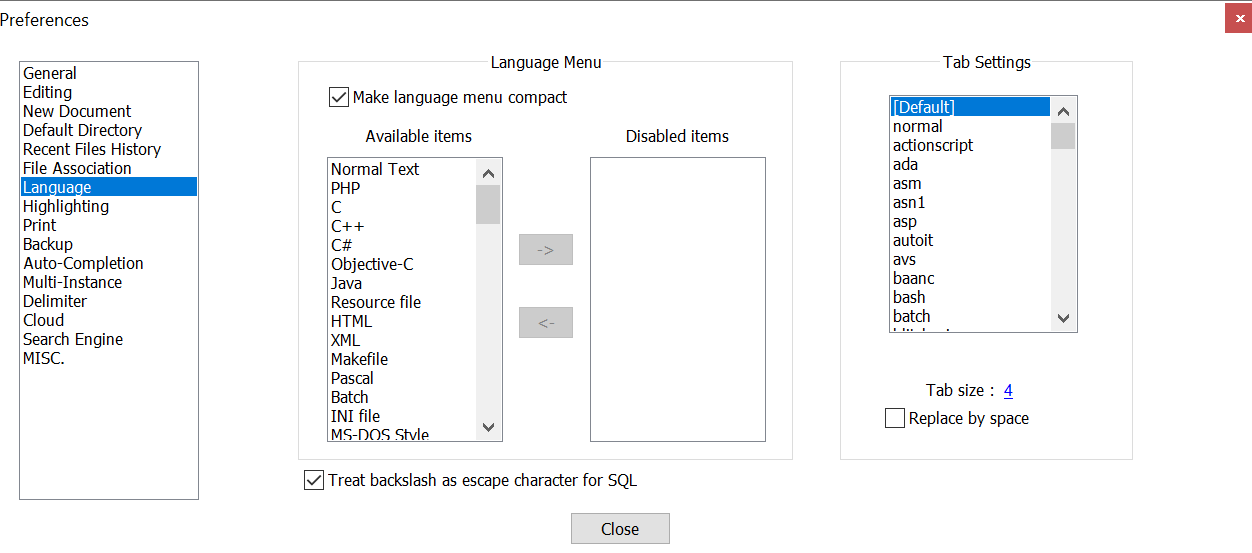 Preferences
General
Editing
New Document
Default Directory
Recent Files History
File Association
Language
Highlighting
Print
Backup
Auto-Completion
Multi-Instance
Delimiter
Cloud
Search Engine
MISC.
Language Menu
Make language menu compact
Available items
Normal Text
PHP
C
C++
C#
Objective-C
Java
Resource file
HTML
XML
Makefile
Pascal
Batch
INI file
MS-DOS Style
->
<-
Disabled items
Treat backslash as escape character for SQL
Tab Settings
[Default]
normal
actionscript
ada
asm
asn1
asp
autoit
avs
baanc
bash
batch
Tab size : 4
Replace by space
Close